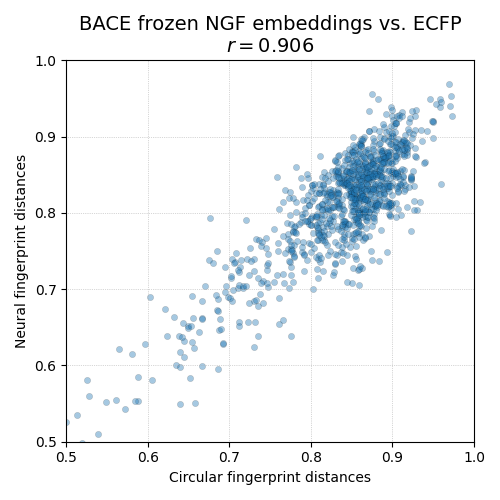 BACE frozen NGF embeddings vs. ECFP
r = 0.906
1.0
0.9
0.8
0.7
0.6
0.5
Neural fingerprint distances
0.5 0.6 0.7 0.8 0.9 1.0
Circular fingerprint distances